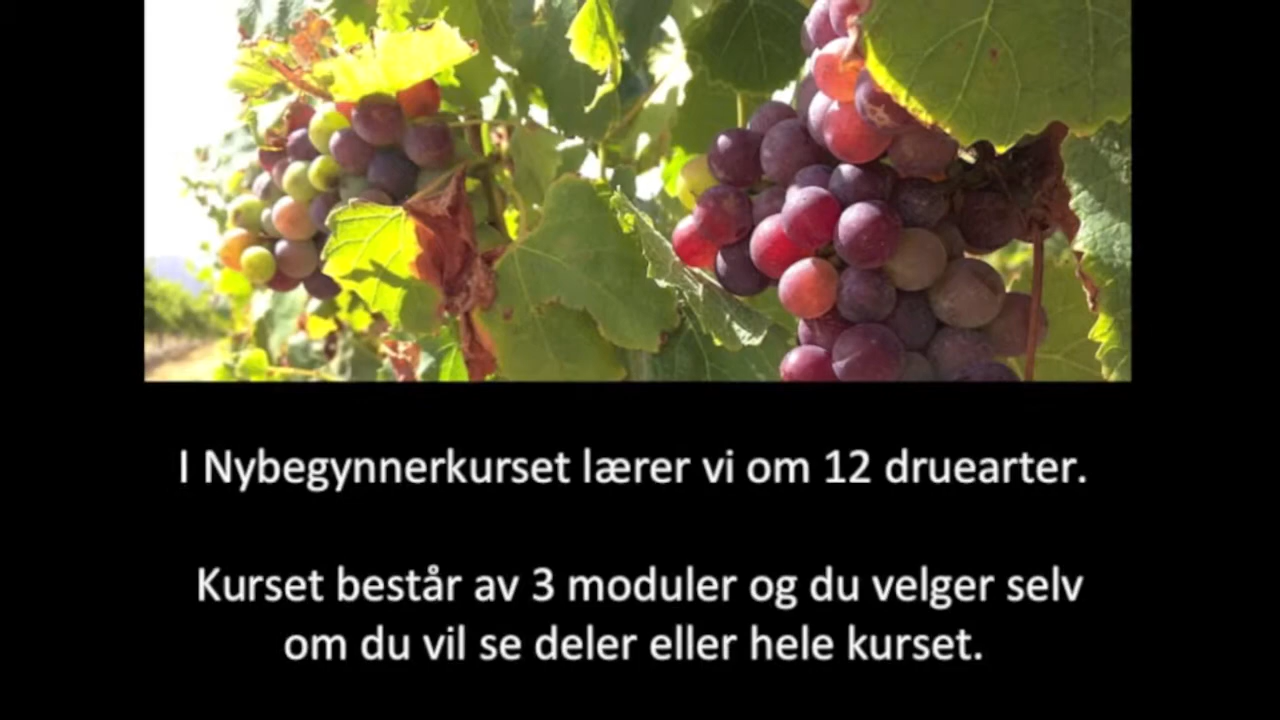 I Nybegynnerkurset lærer vi om 12 druearter.
Kurset består av 3 moduler og du velger selv
om du vil se deler eller hele kurset.